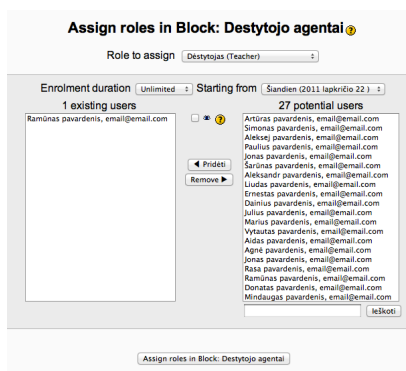 Assign roles in Block: Destytojo agentai
Role to assign Dėstytojas (Teacher)
Enrolment duration Unlimited Starting from Šiandien (2011 lapkričio 22 )
1 existing users
27 potential users
Ramūnas pavardenis, email@email.com
Pridėti
Remove
Artūras pavardenis, email@email.com
Simonas pavardenis, email@email.com
Aleksej pavardenis, email@email.com
Paulius pavardenis, email@email.com
Jonas pavardenis, email@email.com
Šarūnas pavardenis, email@email.com
Aleksandr pavardenis, email@email.com
Liudas pavardenis, email@email.com
Ernestas pavardenis, email@email.com
Dainius pavardenis, email@email.com
Julius pavardenis, email@email.com
Marius pavardenis, email@email.com
Vytautas pavardenis, email@email.com
Aidas pavardenis, email@email.com
Agnė pavardenis, email@email.com
Jonas pavardenis, email@email.com
Rasa pavardenis, email@email.com
Ramūnas pavardenis, email@email.com
Donatas pavardenis, email@email.com
Mindaugas pavardenis, email@email.com
Ieškoti
Assign roles in Block: Destytojo agentai